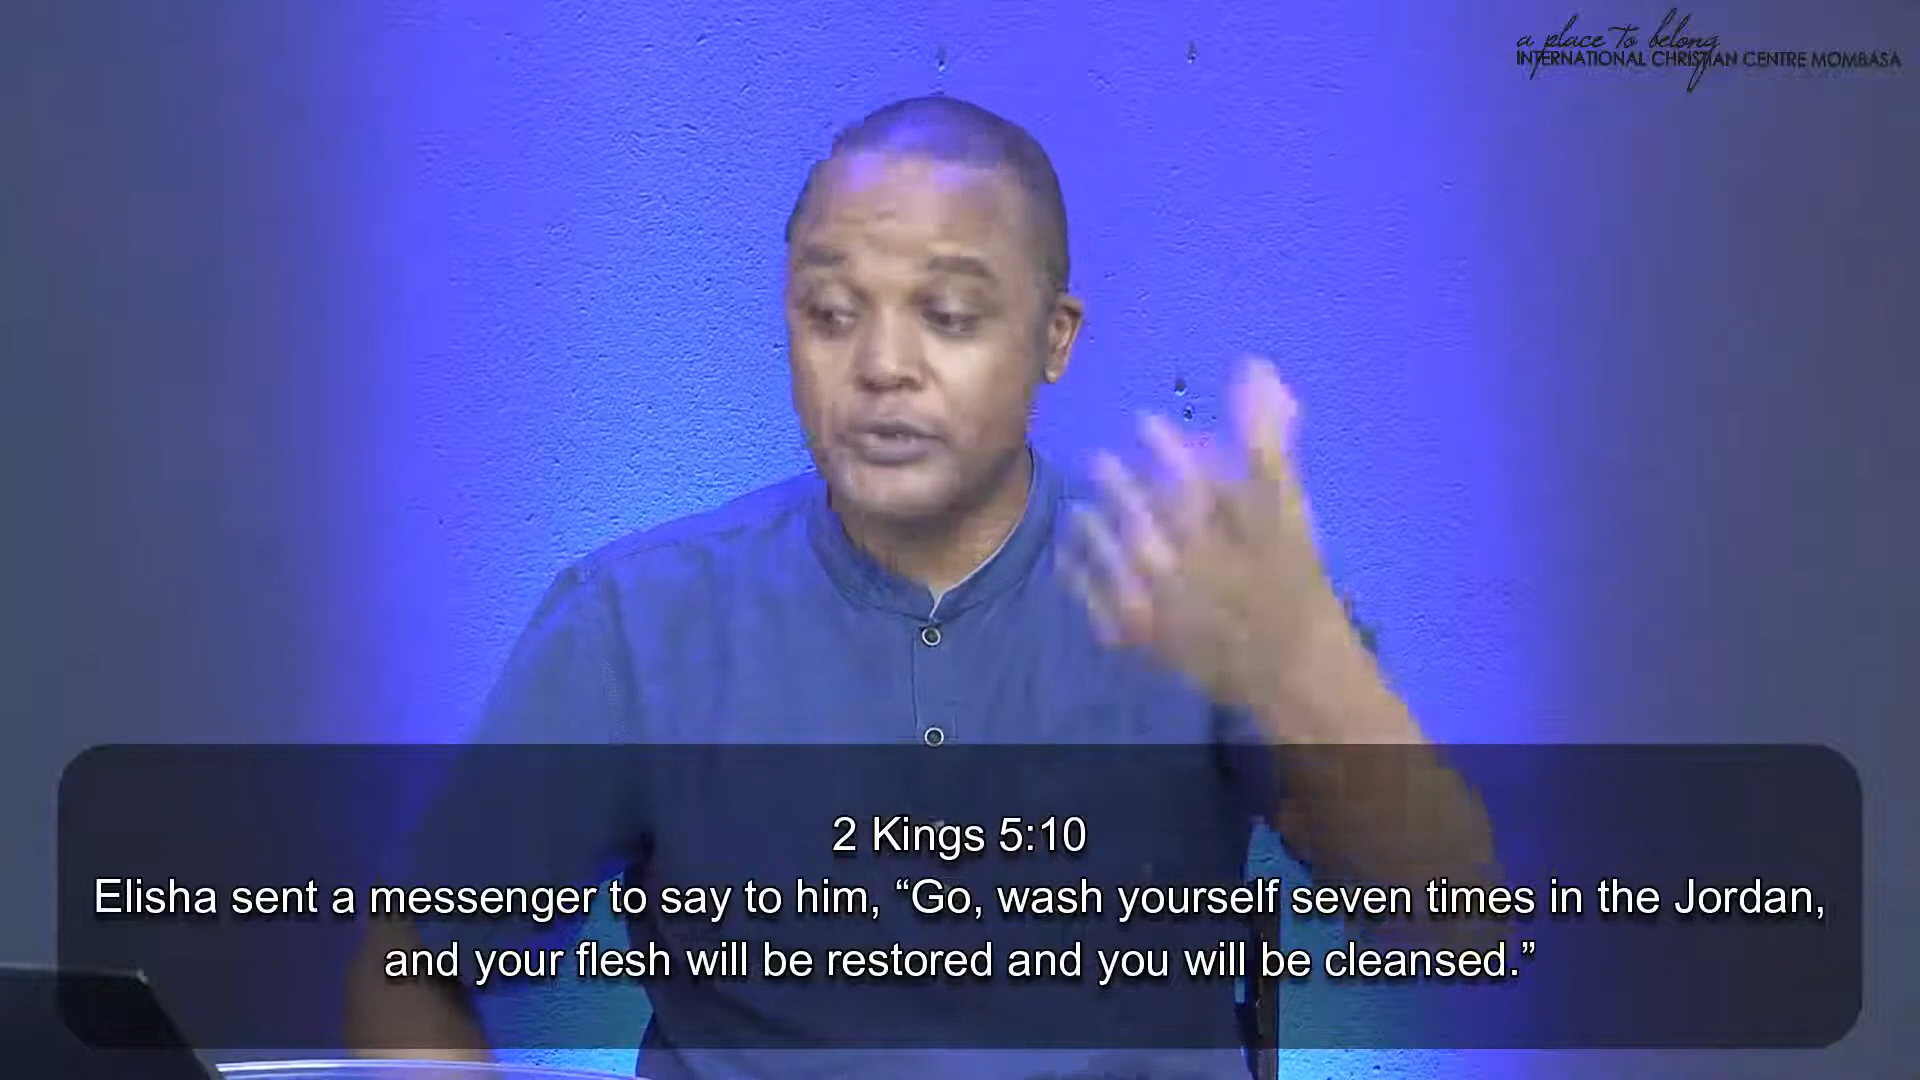 a place to belong
INTERNATIONAL CHRISTIAN CENTRE MOMBASA
2 Kings 5:10
Elisha sent a messenger to say to him, “Go, wash yourself seven times in the Jordan,
and your flesh will be restored and you will be cleansed.”